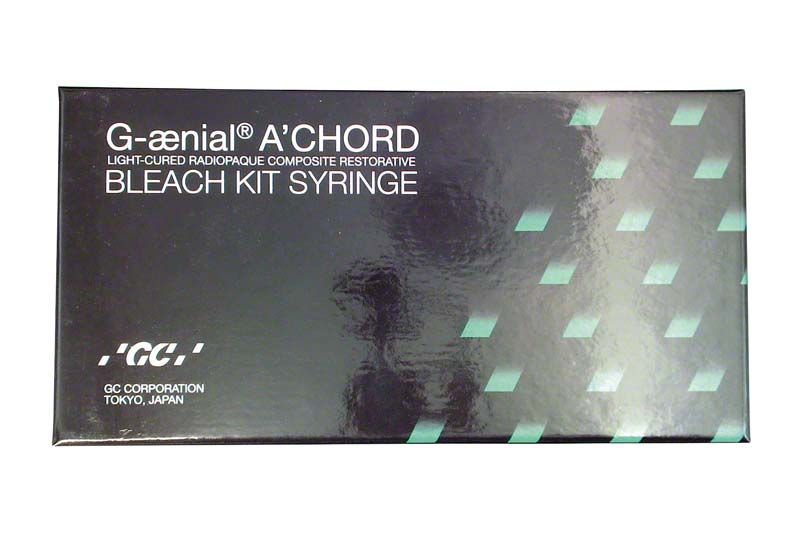 G-ænial® A'CHORD
LIGHT-CURED RADIOPAQUE COMPOSITE RESTORATIVE
BLEACH KIT SYRINGE
GC
GC CORPORATION
TOKYO, JAPAN